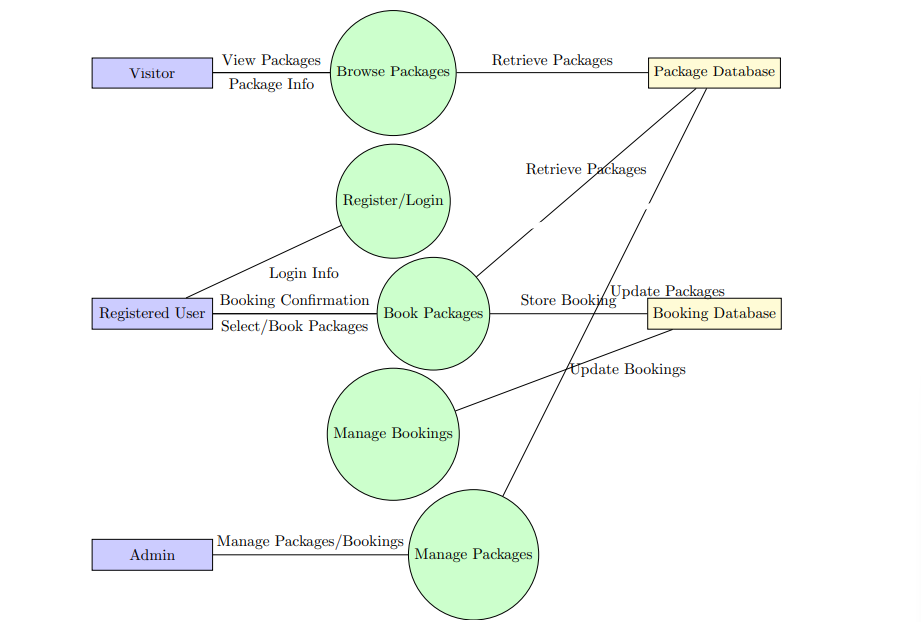 View Packages
Retrieve Packages
Visitor
Browse Packages
Package Database
Package Info
Retrieve Packages
Register/Login
Login Info
Update Packages
Booking Confirmation
Store Booking
Registered User
Book Packages
Booking Database
Select/Book Packages
Update Bookings
Manage Bookings
Manage Packages/Bookings
Admin
Manage Packages